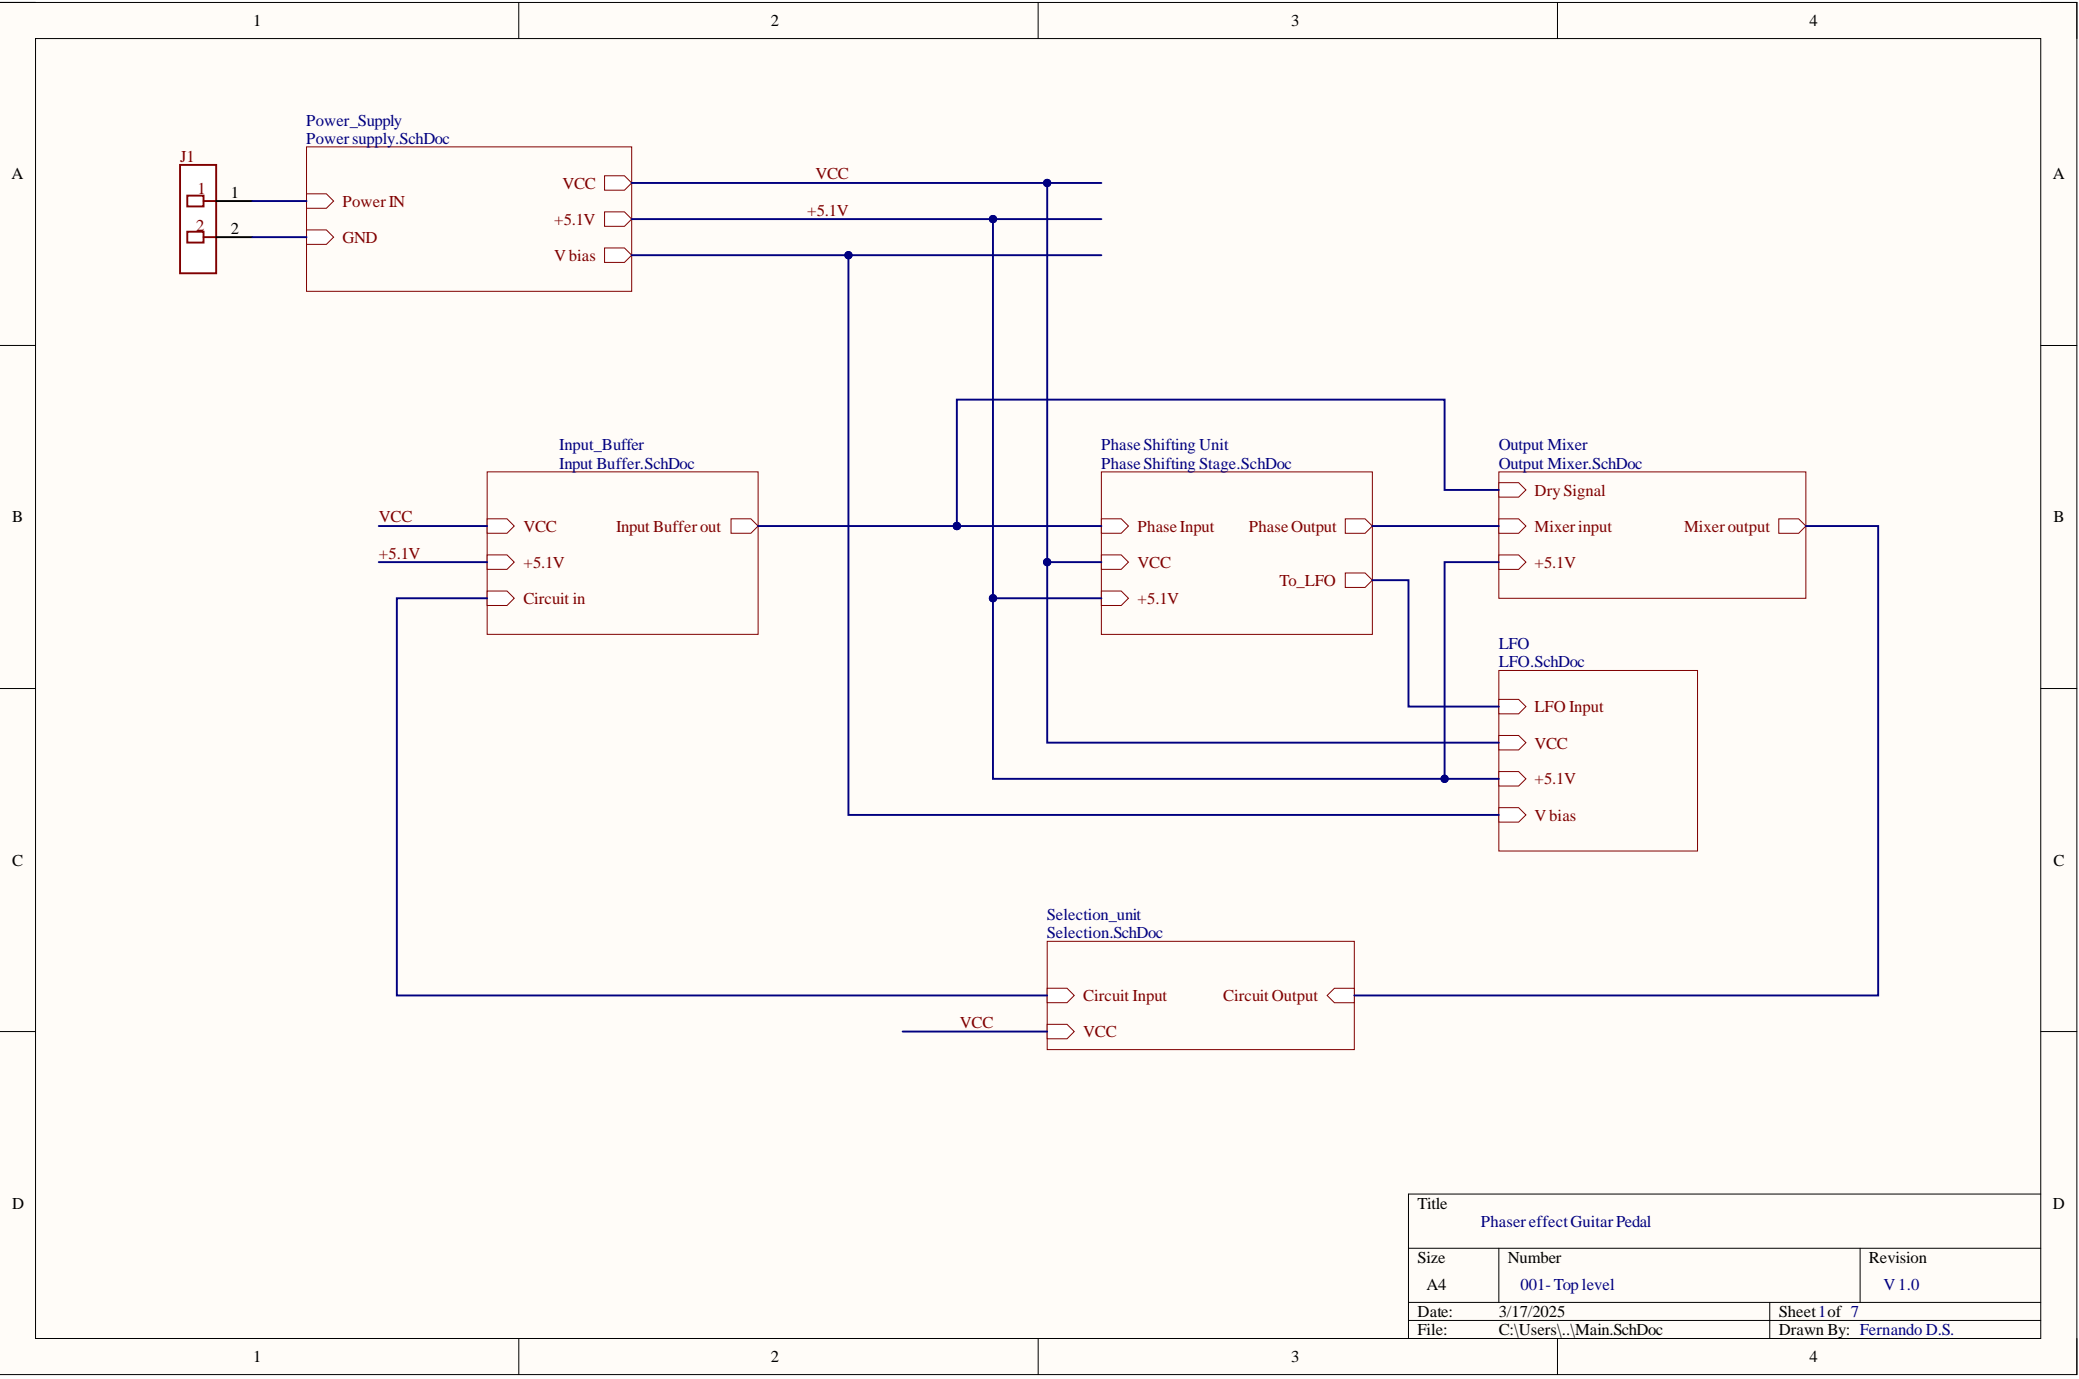 1 2 3 4
A A
Power_Supply
Power supply.SchDoc
J1
1 1 Power IN
2 2 GND
VCC VCC
+5.1V +5.1V
V bias
B B
Input_Buffer
Input Buffer.SchDoc
VCC VCC
+5.1V +5.1V
Circuit in
Input Buffer out
Phase Shifting Unit
Phase Shifting Stage.SchDoc
Phase Input
VCC
+5.1V
Phase Output
To_LFO
Output Mixer
Output Mixer.SchDoc
Dry Signal
Mixer input
+5.1V
Mixer output
LFO
LFO.SchDoc
LFO Input
VCC
+5.1V
V bias
C C
Selection_unit
Selection.SchDoc
Circuit Input Circuit Output
VCC VCC
D D
Title
Phaser effect Guitar Pedal
Size Number Revision
A4 001- Top level V 1.0
Date: 3/17/2025 Sheet 1 of 7
File: C:\Users\..\Main.SchDoc Drawn By: Fernando D.S.
1 2 3 4